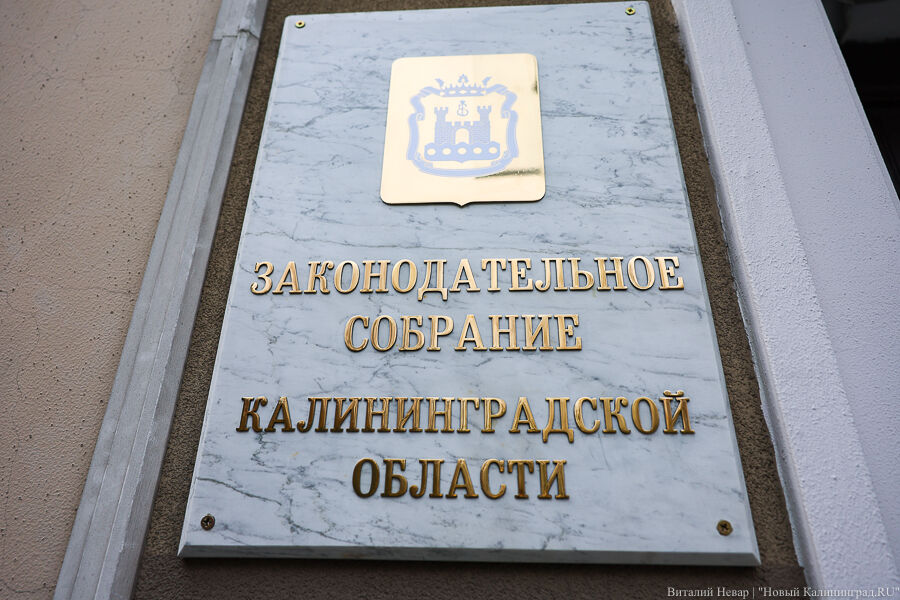 ЗАКОНОДАТЕЛЬНОЕ
СОБРАНИЕ
КАЛИНИНГРАДСКОЙ
ОБЛАСТИ
Виталий Невар | "Новый Калининград.RU"